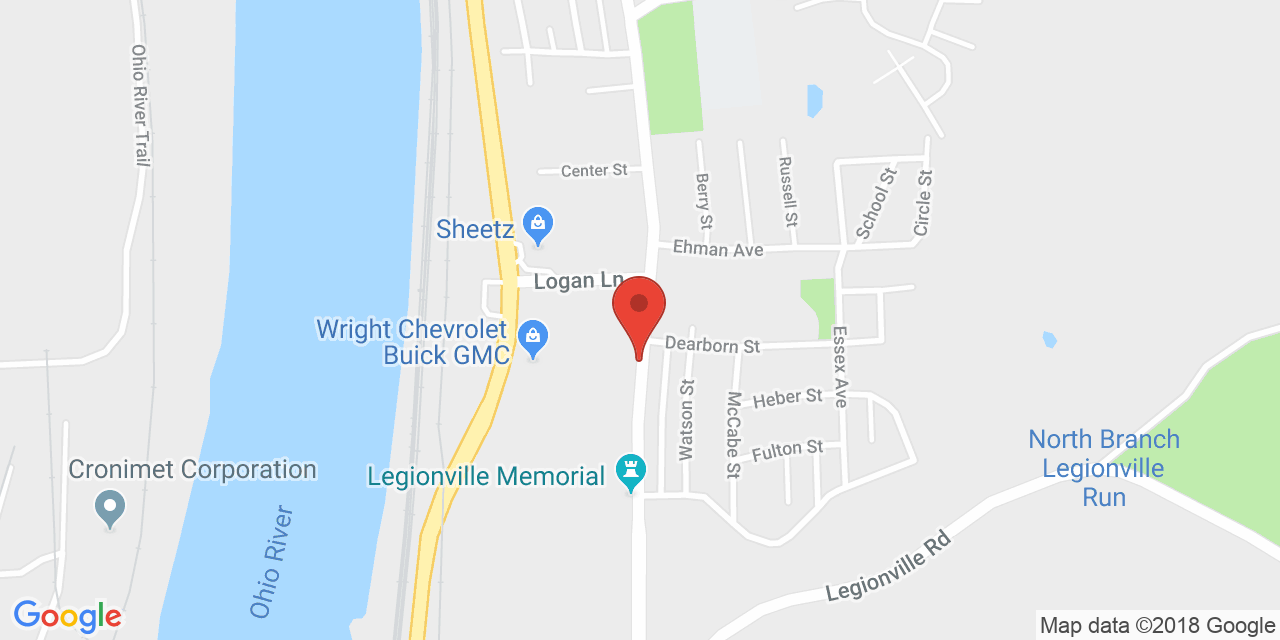 Ohio River Trail
Center St
Berry St
Russell St
School St
Circle St
Sheetz
Ehman Ave
Logan Ln
Wright Chevrolet
Buick GMC
Dearborn St
Essex Ave
Watson St
McCabe St
Heber St
Fulton St
North Branch
Legionville
Run
Cronimet Corporation
Legionville Memorial
Ohio River
Legionville Rd
Google
Map data ©2018 Google